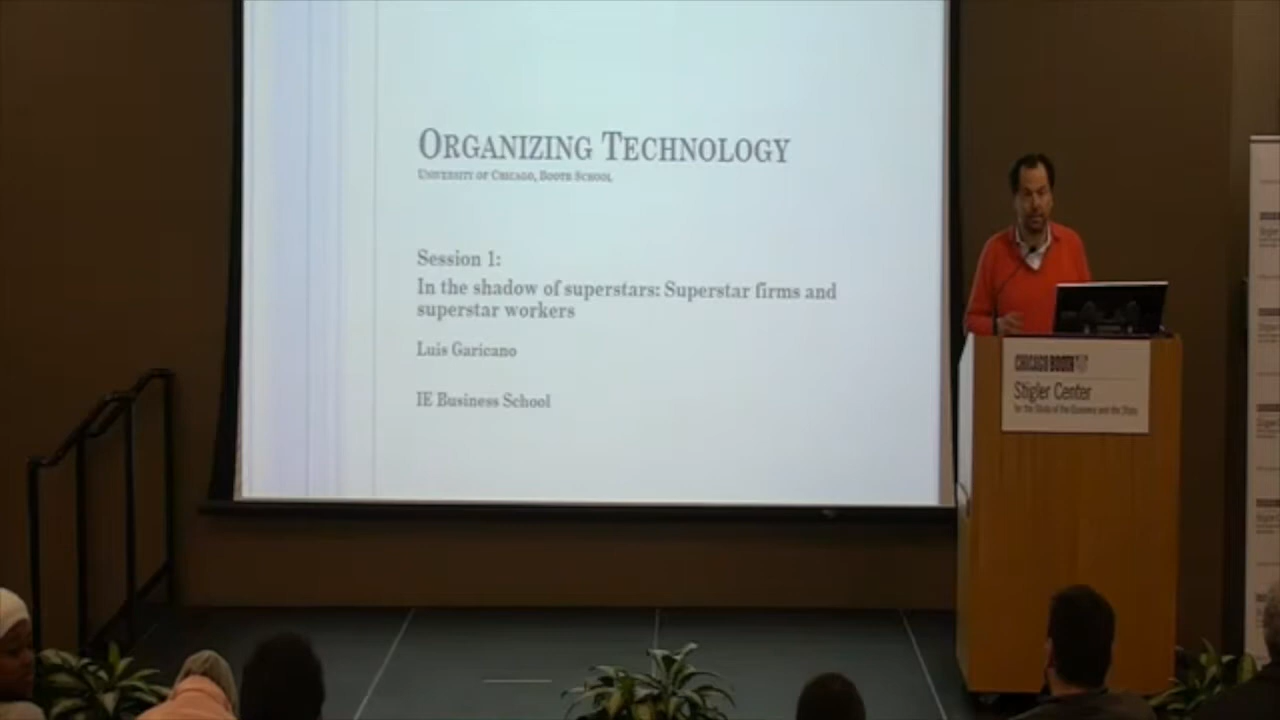 ORGANIZING TECHNOLOGY
UNIVERSITY OF CHICAGO, BOOTH SCHOOL
Session 1:
In the shadow of superstars: Superstar firms and
superstar workers
Luis Garicano
IE Business School
CHICAGO BOOTH
Stigler Center
for the Study of the Economy and the State